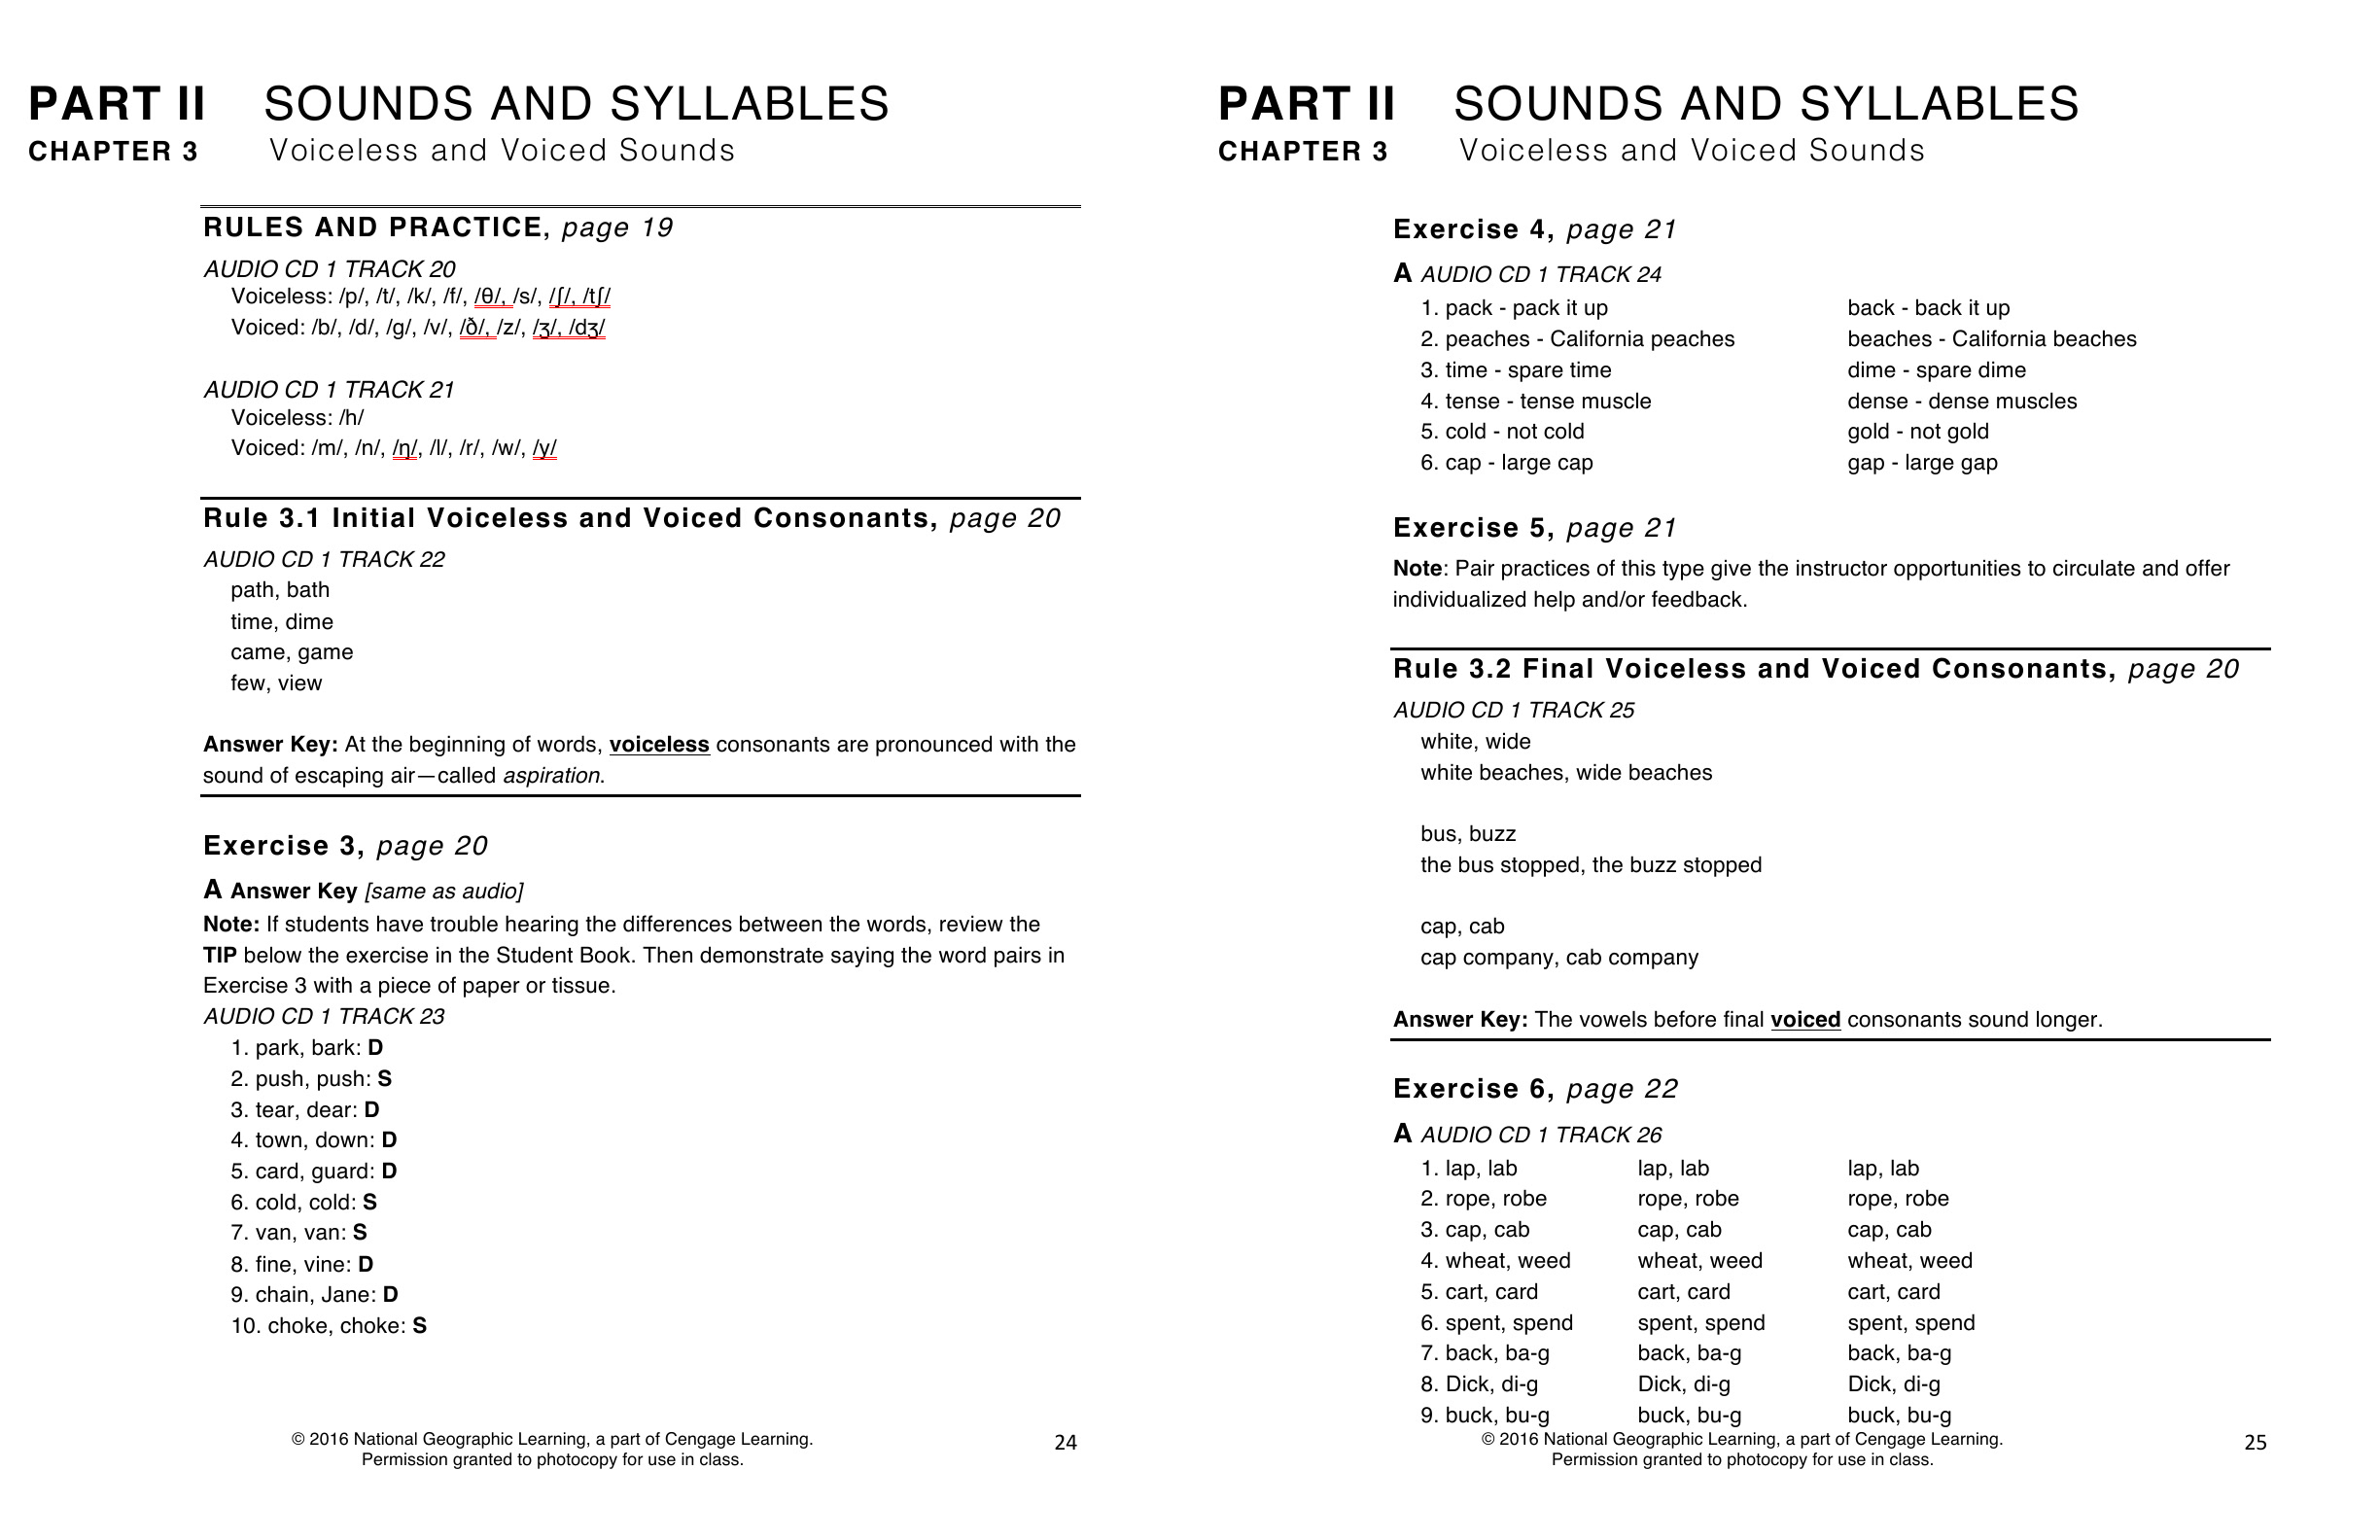 PART II SOUNDS AND SYLLABLES
CHAPTER 3 Voiceless and Voiced Sounds
RULES AND PRACTICE, page 19
AUDIO CD 1 TRACK 20
Voiceless: /p/, /t/, /k/, /f/, /θ/, /s/, /ʃ/, /tʃ/
Voiced: /b/, /d/, /g/, /v/, /ð/, /z/, /ʒ/, /dʒ/
AUDIO CD 1 TRACK 21
Voiceless: /h/
Voiced: /m/, /n/, /ŋ/, /l/, /r/, /w/, /y/
Rule 3.1 Initial Voiceless and Voiced Consonants, page 20
AUDIO CD 1 TRACK 22
path, bath
time, dime
came, game
few, view
Answer Key: At the beginning of words, voiceless consonants are pronounced with the
sound of escaping air—called aspiration.
Exercise 3, page 20
A Answer Key [same as audio]
Note: If students have trouble hearing the differences between the words, review the
TIP below the exercise in the Student Book. Then demonstrate saying the word pairs in
Exercise 3 with a piece of paper or tissue.
AUDIO CD 1 TRACK 23
1. park, bark: D
2. push, push: S
3. tear, dear: D
4. town, down: D
5. card, guard: D
6. cold, cold: S
7. van, van: S
8. fine, vine: D
9. chain, Jane: D
10. choke, choke: S
© 2016 National Geographic Learning, a part of Cengage Learning.
Permission granted to photocopy for use in class.
24
PART II SOUNDS AND SYLLABLES
CHAPTER 3 Voiceless and Voiced Sounds
Exercise 4, page 21
A AUDIO CD 1 TRACK 24
1. pack - pack it up back - back it up
2. peaches - California peaches beaches - California beaches
3. time - spare time dime - spare dime
4. tense - tense muscle dense - dense muscles
5. cold - not cold gold - not gold
6. cap - large cap gap - large gap
Exercise 5, page 21
Note: Pair practices of this type give the instructor opportunities to circulate and offer
individualized help and/or feedback.
Rule 3.2 Final Voiceless and Voiced Consonants, page 20
AUDIO CD 1 TRACK 25
white, wide
white beaches, wide beaches
bus, buzz
the bus stopped, the buzz stopped
cap, cab
cap company, cab company
Answer Key: The vowels before final voiced consonants sound longer.
Exercise 6, page 22
A AUDIO CD 1 TRACK 26
1. lap, lab lap, lab lap, lab
2. rope, robe rope, robe rope, robe
3. cap, cab cap, cab cap, cab
4. wheat, weed wheat, weed wheat, weed
5. cart, card cart, card cart, card
6. spent, spend spent, spend spent, spend
7. back, ba-g back, ba-g back, ba-g
8. Dick, di-g Dick, di-g Dick, di-g
9. buck, bu-g buck, bu-g buck, bu-g
© 2016 National Geographic Learning, a part of Cengage Learning.
Permission granted to photocopy for use in class.
25